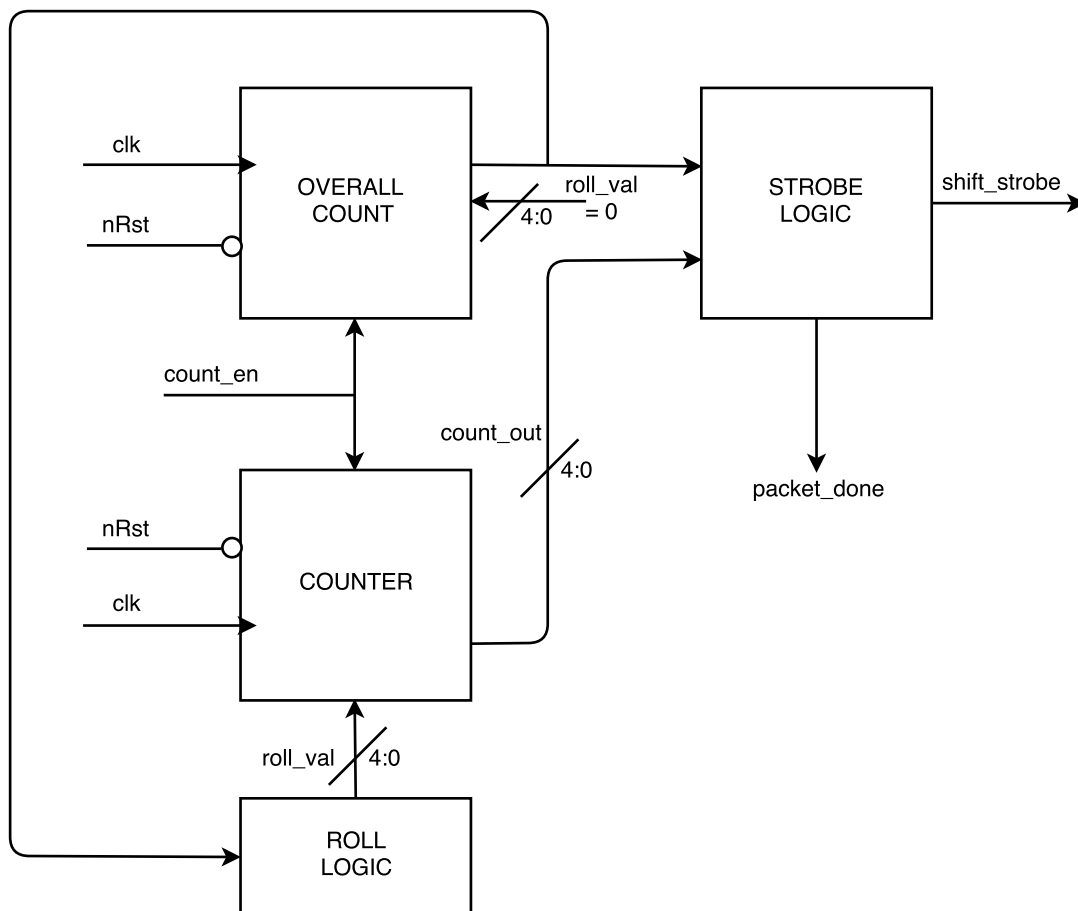 clk
OVERALL
COUNT
roll_val
= 0
4:0
nRst
STROBE
LOGIC
shift_strobe
count_en
count_out
4:0
packet_done
nRst
COUNTER
clk
roll_val
4:0
ROLL
LOGIC